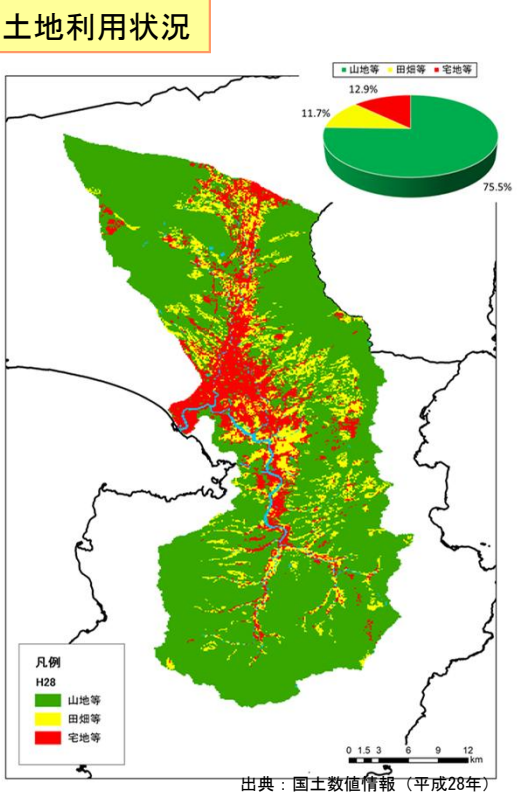 土地利用状況
■山地等 ■田畑等 ■宅地等
12.9%
11.7%
75.5%
凡例
H28
山地等
田畑等
宅地等
0 1.5 3 6 9 12
km
出典：国土数値情報（平成28年）